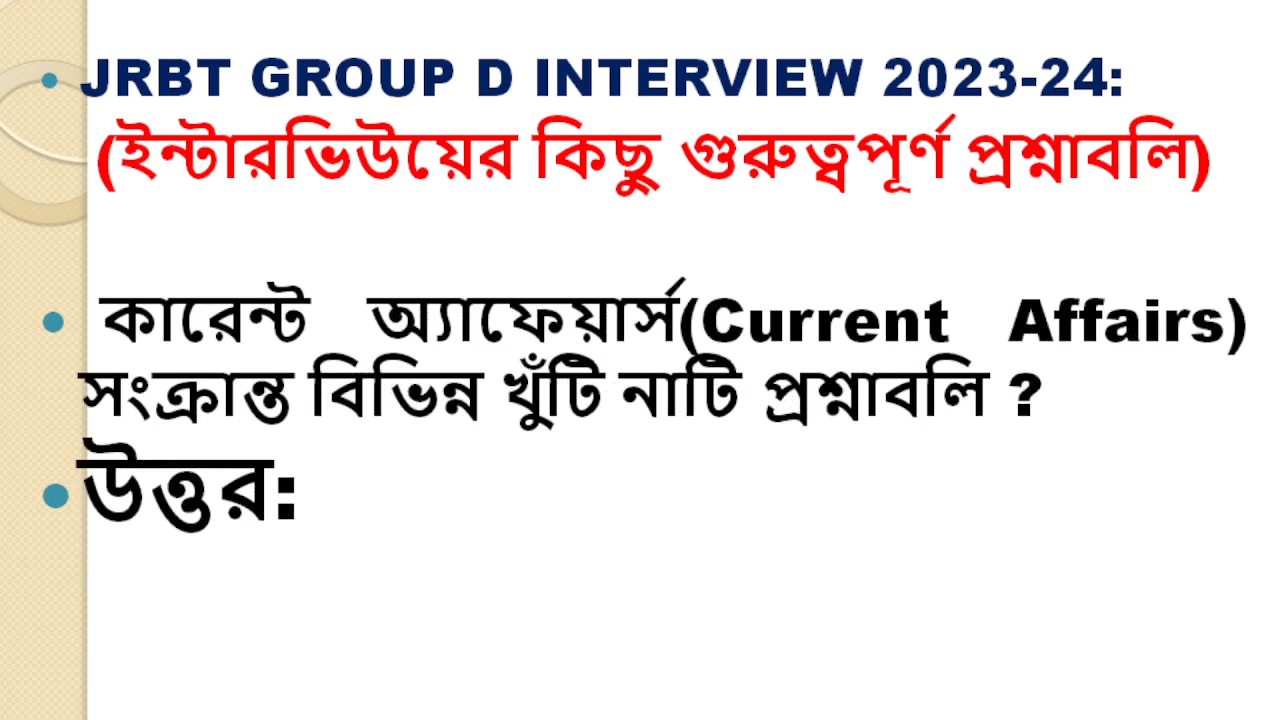 JRBT GROUP D INTERVIEW 2023-24:
(ইন্টারভিউয়ের কিছু গুরুত্বপূর্ণ প্রশ্নাবলি)
কারেন্ট অ্যাফেয়ার্স(Current Affairs)
সংক্রান্ত বিভিন্ন খুঁটি নাটি প্রশ্নাবলি ?
উত্তর: